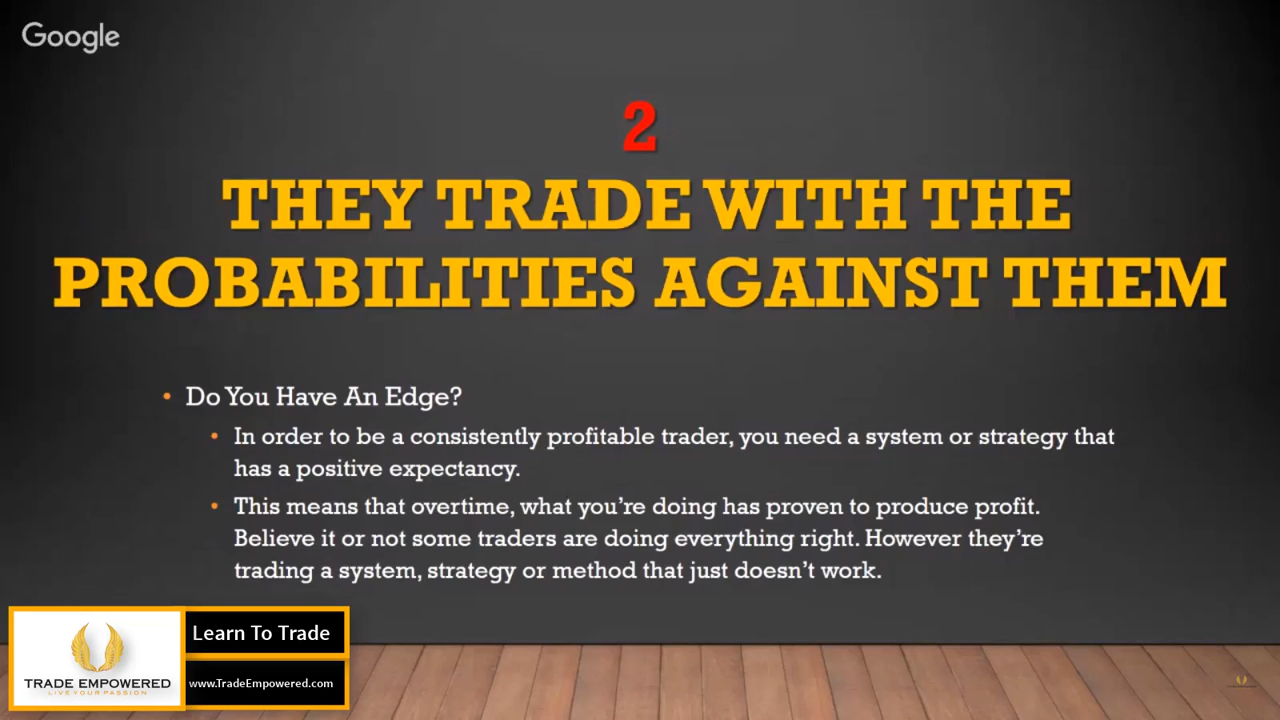 Google
2
THEY TRADE WITH THE
PROBABILITIES AGAINST THEM
• Do You Have An Edge?
• In order to be a consistently profitable trader, you need a system or strategy that
has a positive expectancy.
• This means that overtime, what you're doing has proven to produce profit.
Believe it or not some traders are doing everything right. However they're
trading a system, strategy or method that just doesn't work.
Learn To Trade
TRADE EMPOWERED
LIVE YOUR PASSION
www.TradeEmpowered.com